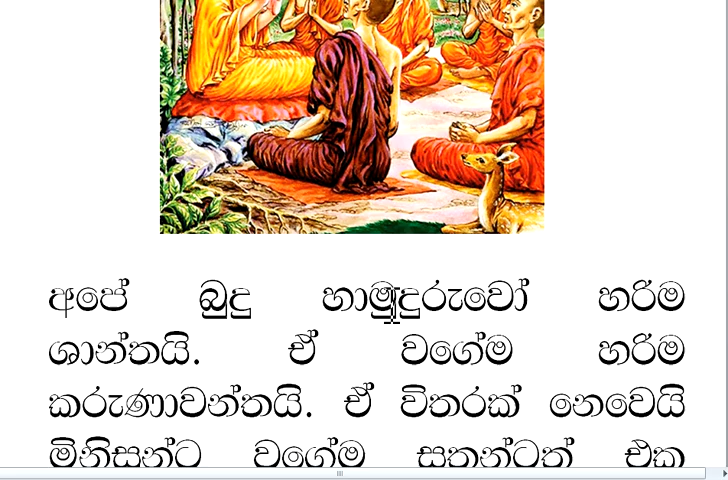 අපේ බුදු හාමුදුරුවෝ හරිම
ශාන්තයි. ඒ වගේම හරිම
කරුණාවන්තයි. ඒ විතරක් නෙවෙයි
මිනිසුන්ට වගේම සතුන්ටත් එක